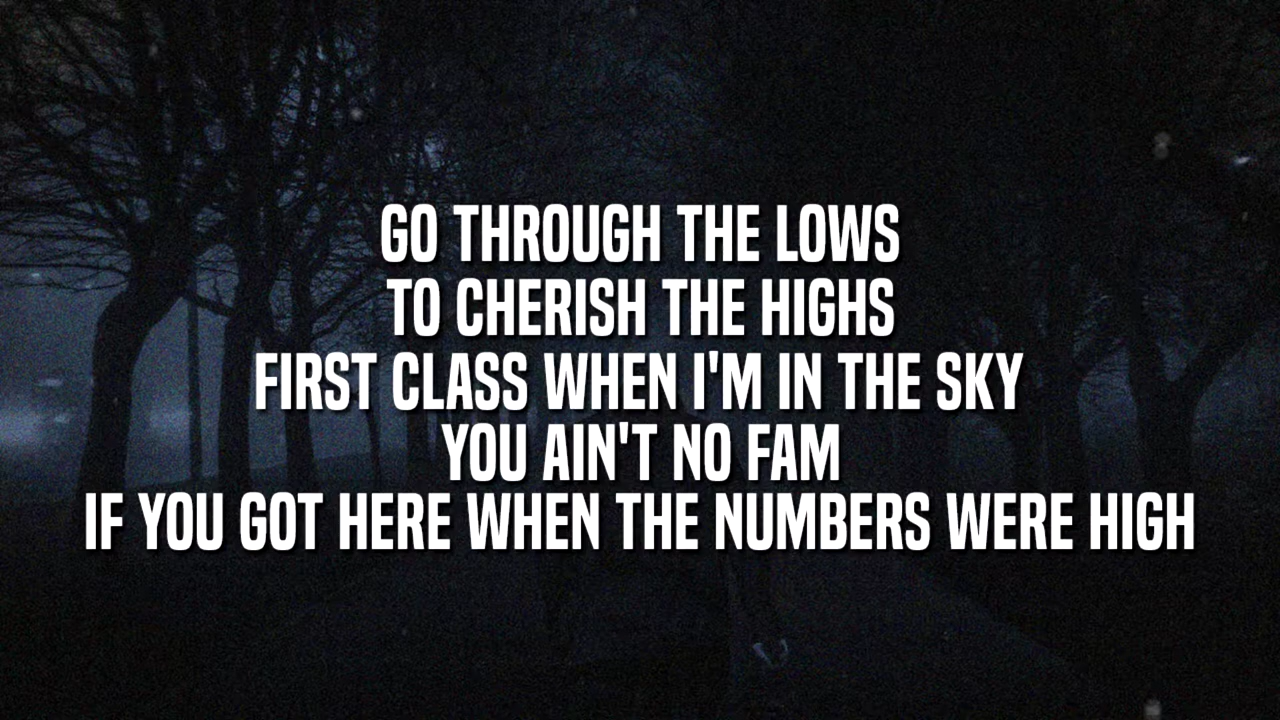 GO THROUGH THE LOWS
TO CHERISH THE HIGHS
FIRST CLASS WHEN I'M IN THE SKY
YOU AIN'T NO FAM
IF YOU GOT HERE WHEN THE NUMBERS WERE HIGH